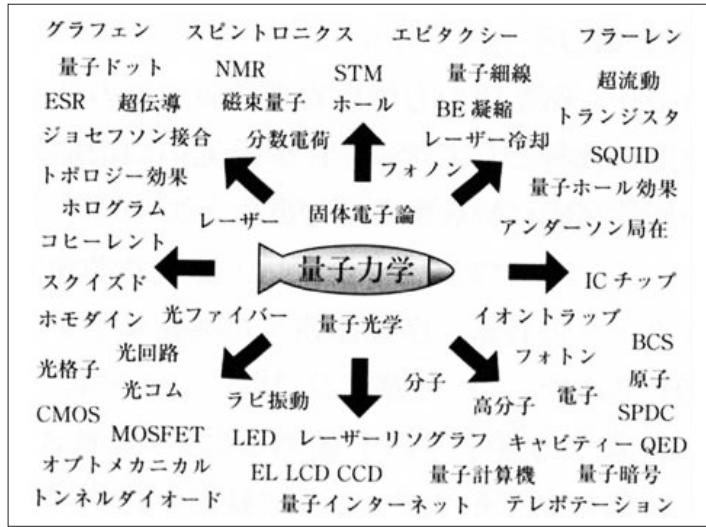 グラフェン スピントロニクス エピタクシー フラーレン
量子ドット NMR STM 量子細線 超流動
ESR 超伝導 磁束量子 ホール BE 凝縮 トランジスタ
ジョセフソン接合 分数電荷 レーザー冷却
フォノン SQUID
トポロジー効果 量子ホール効果
ホログラム レーザー 固体電子論 アンダーソン局在
コヒーレント
量子力学
スクイズド IC チップ
ホモダイン 光ファイバー 量子光学 イオントラップ
光回路 フォトン BCS
光格子 光コム ラビ振動 分子 高分子 電子 原子
CMOS SPDC
MOSFET LED レーザーリソグラフ キャビティー QED
オプトメカニカル EL LCD CCD 量子計算機 量子暗号
トンネルダイオード 量子インターネット テレポテーション